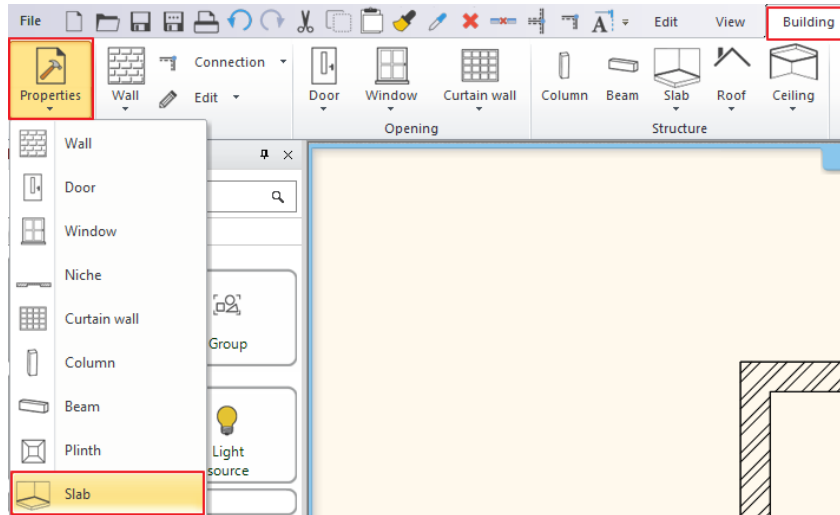 File Edit View Building
Properties Wall Connection Edit Door Window Curtain wall Column Beam Slab Roof Ceiling
Opening Structure
Wall
Door
Window
Niche
Curtain wall
Column
Beam
Plinth
Slab
Group
Light
source